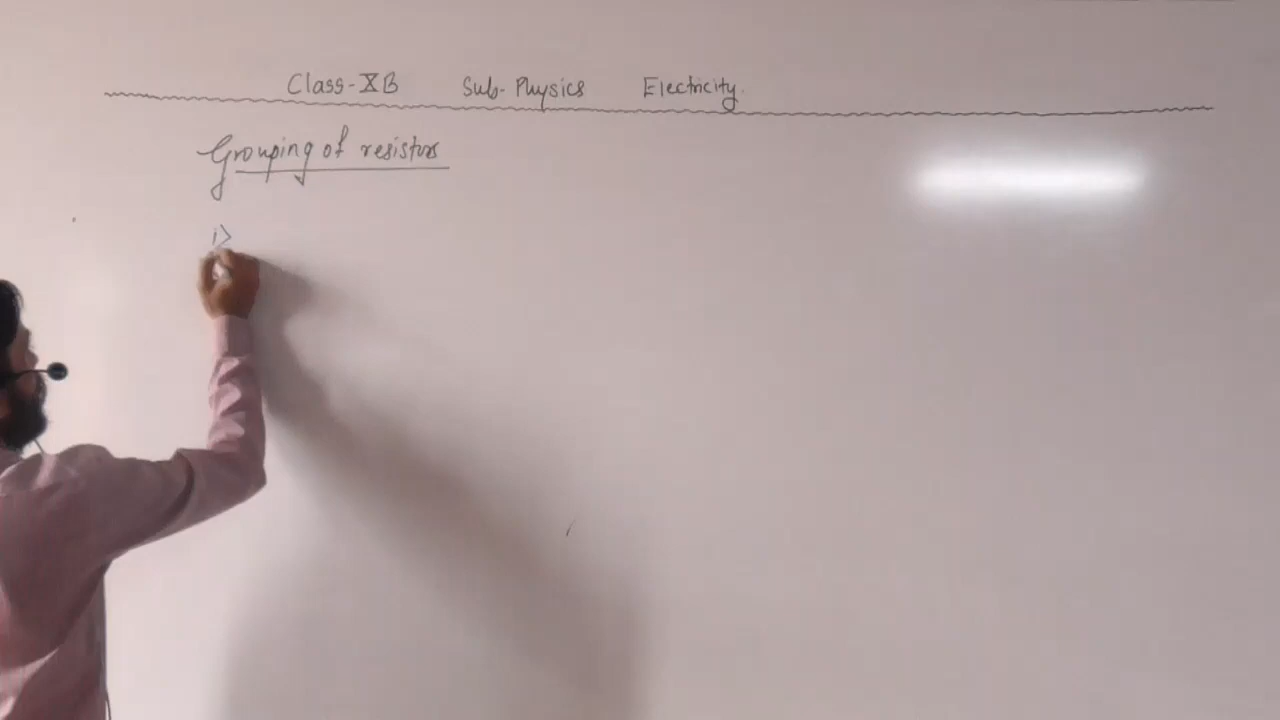 Class-XB Sub-Physics Electricity.
Grouping of resistors
i>